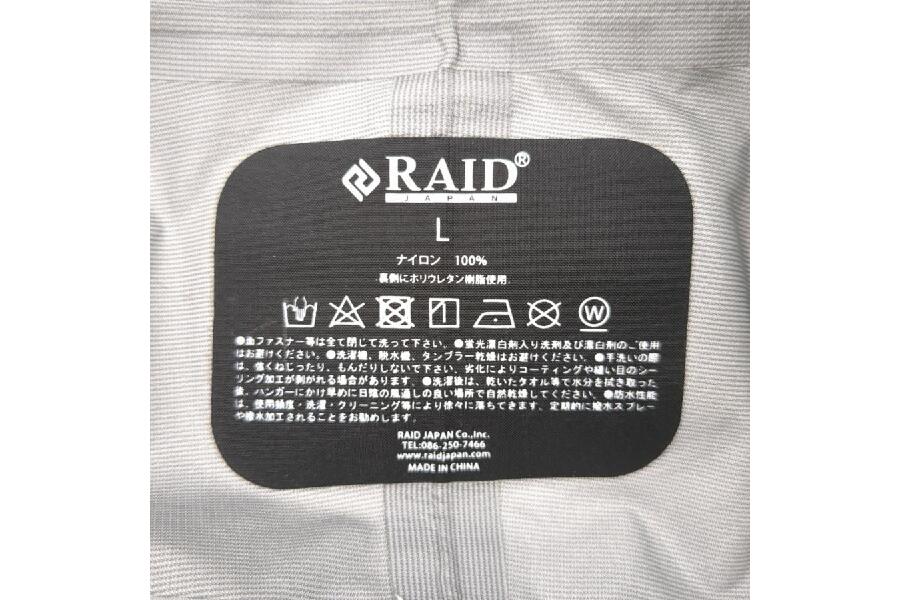 RAID®
JAPAN
L
ナイロン 100%
裏側にポリウレタン樹脂使用
W
●歯ファスナー等は全て閉じて洗って下さい。●蛍光漂白剤入り洗剤及び漂白剤のご使用
はお避けください。●洗濯機、脱水機、タンブラー乾燥はお避けください。●手洗いの際
は、強くねじったり、もんだりしないで下さい、劣化によりコーティングや縫い目のシー
リング加工が剥がれる場合があります。●洗濯後は、乾いたタオル等で水分を拭き取った
後、ハンガーにかけ早めに日陰の風通しの良い場所で自然乾燥してください。●防水性能
は、使用頻度・洗濯・クリーニング等により徐々に落ちてきます、定期的に撥水スプレー
や撥水加工されることをお勧めします。
RAID JAPAN Co.,Inc.
TEL:086-250-7466
www.raidjapan.com
MADE IN CHINA